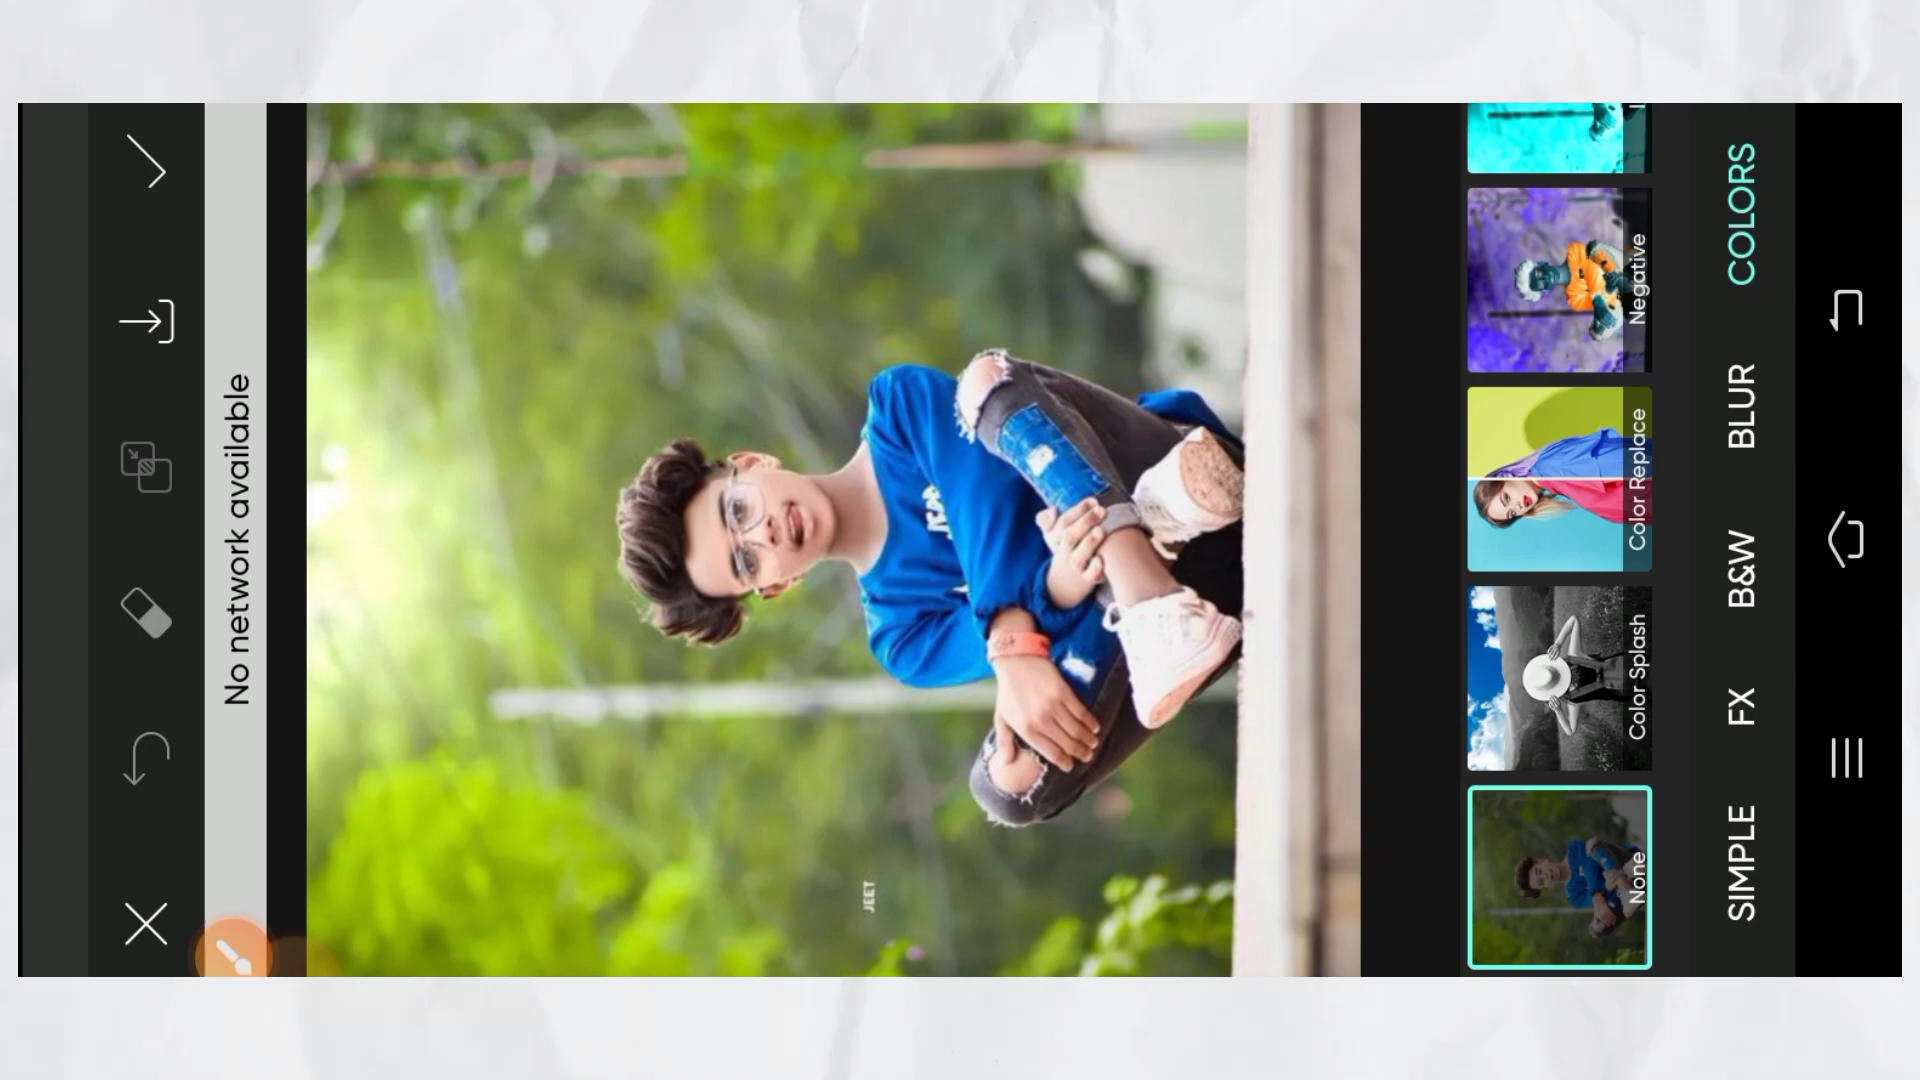 No network available
JEET
None
Color Splash
Color Replace
Negative
SIMPLE
FX
B&W
BLUR
COLORS